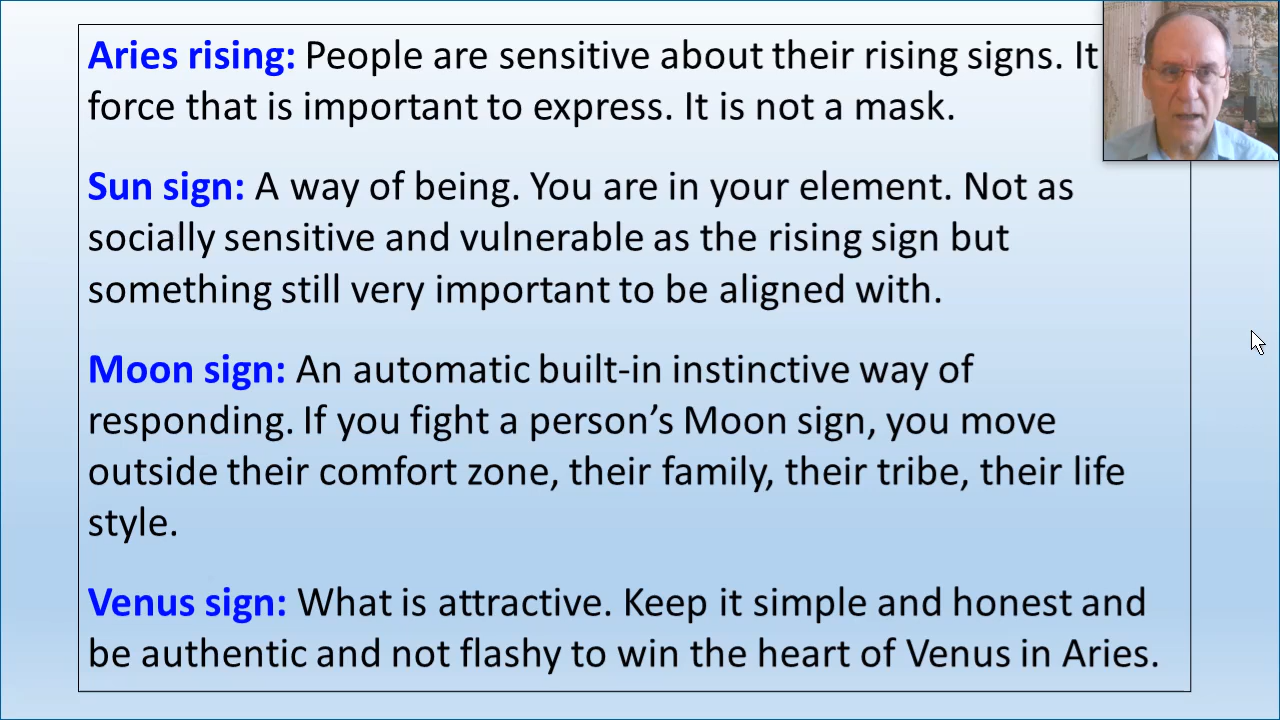 Aries rising: People are sensitive about their rising signs. It
force that is important to express. It is not a mask.
Sun sign: A way of being. You are in your element. Not as
socially sensitive and vulnerable as the rising sign but
something still very important to be aligned with.
Moon sign: An automatic built-in instinctive way of
responding. If you fight a person’s Moon sign, you move
outside their comfort zone, their family, their tribe, their life
style.
Venus sign: What is attractive. Keep it simple and honest and
be authentic and not flashy to win the heart of Venus in Aries.